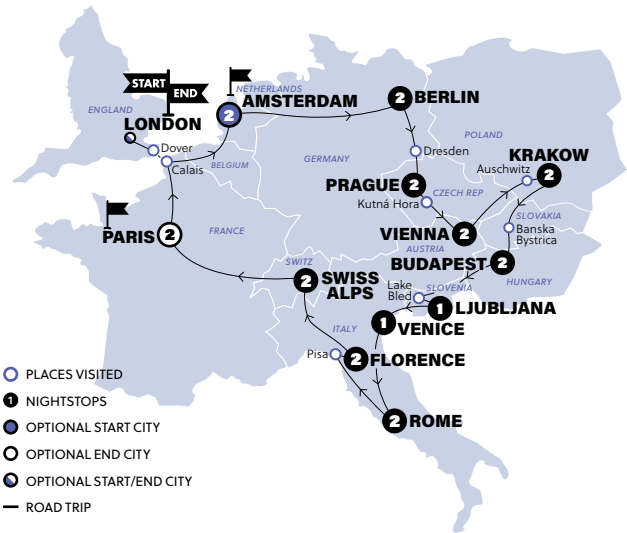 START
END
ENGLAND
LONDON
Dover
Calais
NETHERLANDS
2
AMSTERDAM
BELGIUM
2
BERLIN
Dresden
GERMANY
POLAND
KRAKOW
Auschwitz
2
PRAGUE
2
CZECH REP
Kutná Hora
SLOVAKIA
Banska
Bystrica
VIENNA
2
AUSTRIA
BUDAPEST
2
HUNGARY
PARIS
2
FRANCE
SWITZ
2
SWISS
ALPS
Lake
Bled
SLOVENIA
1
LJUBLJANA
1
VENICE
ITALY
Pisa
2
FLORENCE
2
ROME
PLACES VISITED
1
NIGHTSTOPS
OPTIONAL START CITY
OPTIONAL END CITY
OPTIONAL START/END CITY
ROAD TRIP